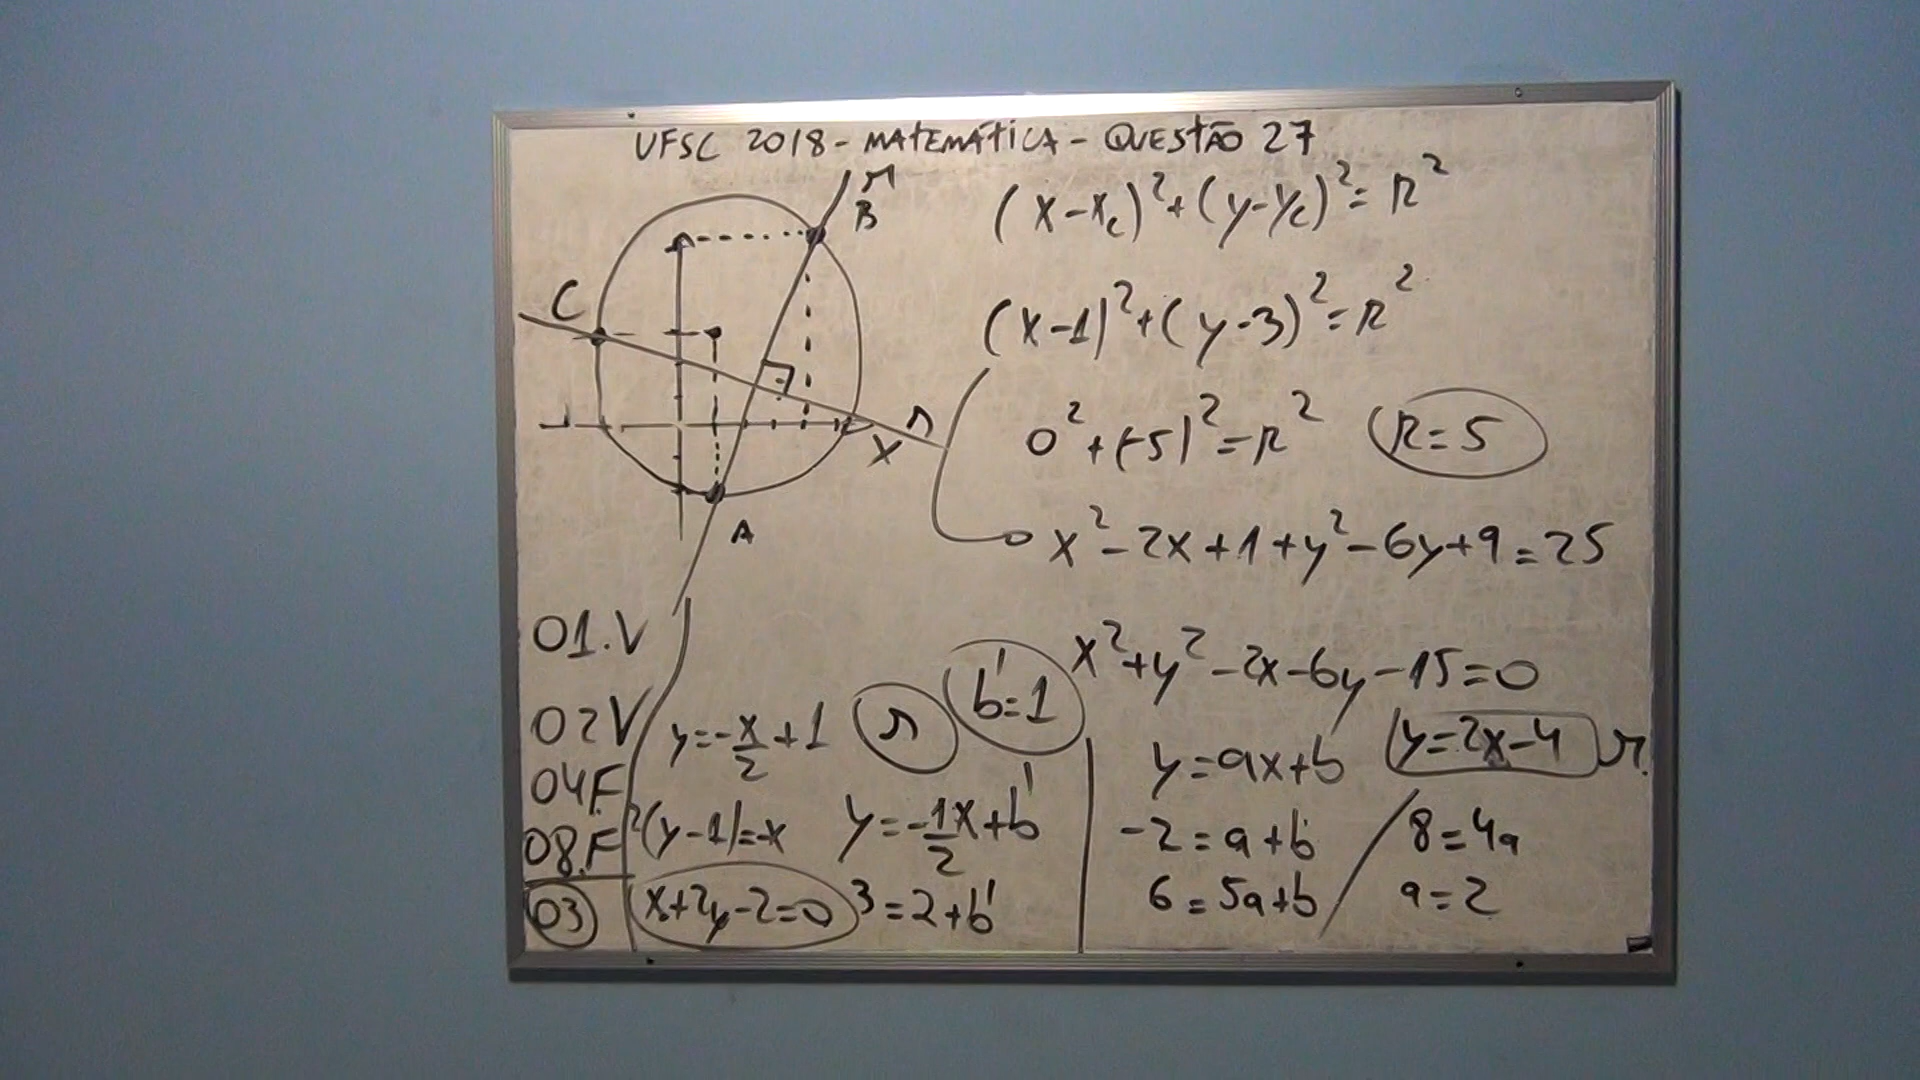 UFSC 2018 - MATEMÁTICA - QUESTÃO 27
r
B
C
s
X
A
(x-xc)²+(y-yc)²=R²
(x-1)²+(y-3)²=R²
0²+(-5)²=R² R=5
x²-2x+1+y²-6y+9=25
x²+y²-2x-6y-15=0
01.V
02V
04F
08.F
03
y=-x/2+1 s b'=1
2(y-1)=-x y=-1/2x+b'
x+2y-2=0 3=2+b'
y=ax+b y=2x-4 r
-2=a+b 8=4a
6=5a+b a=2